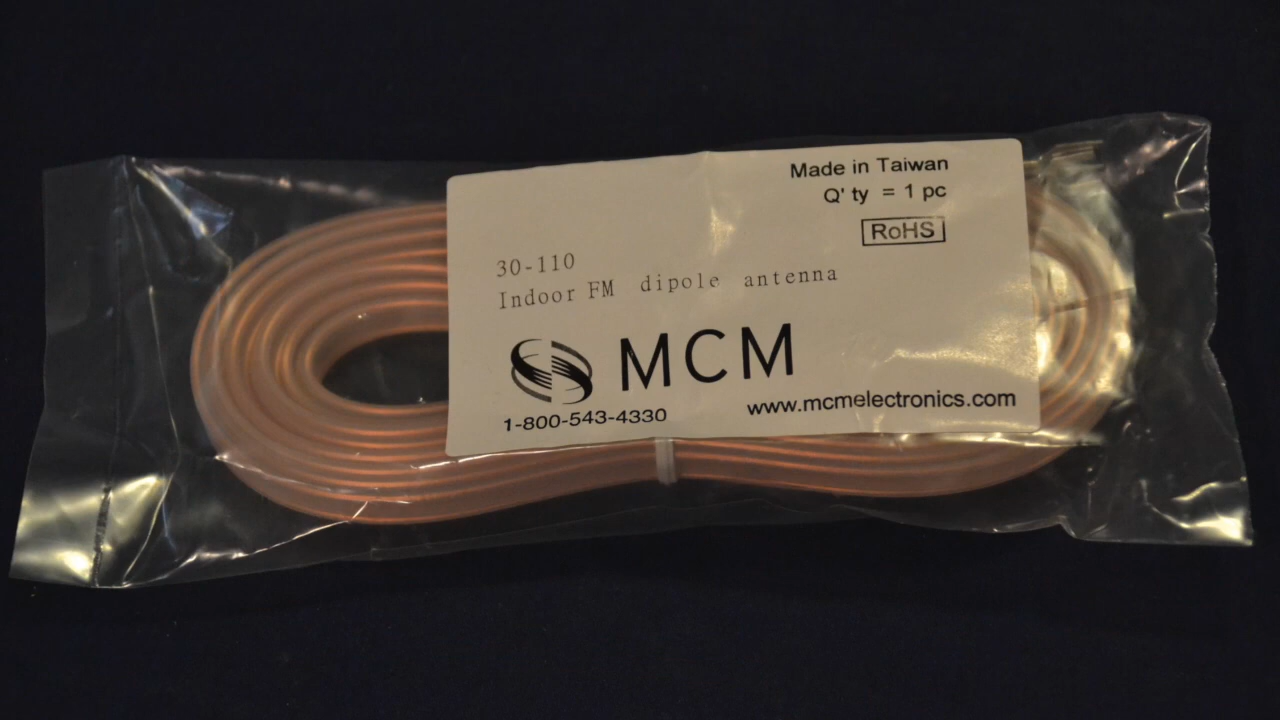 Made in Taiwan
Q' ty = 1 pc
RoHS
30-110
Indoor FM dipole antenna
MCM
1-800-543-4330
www.mcmelectronics.com